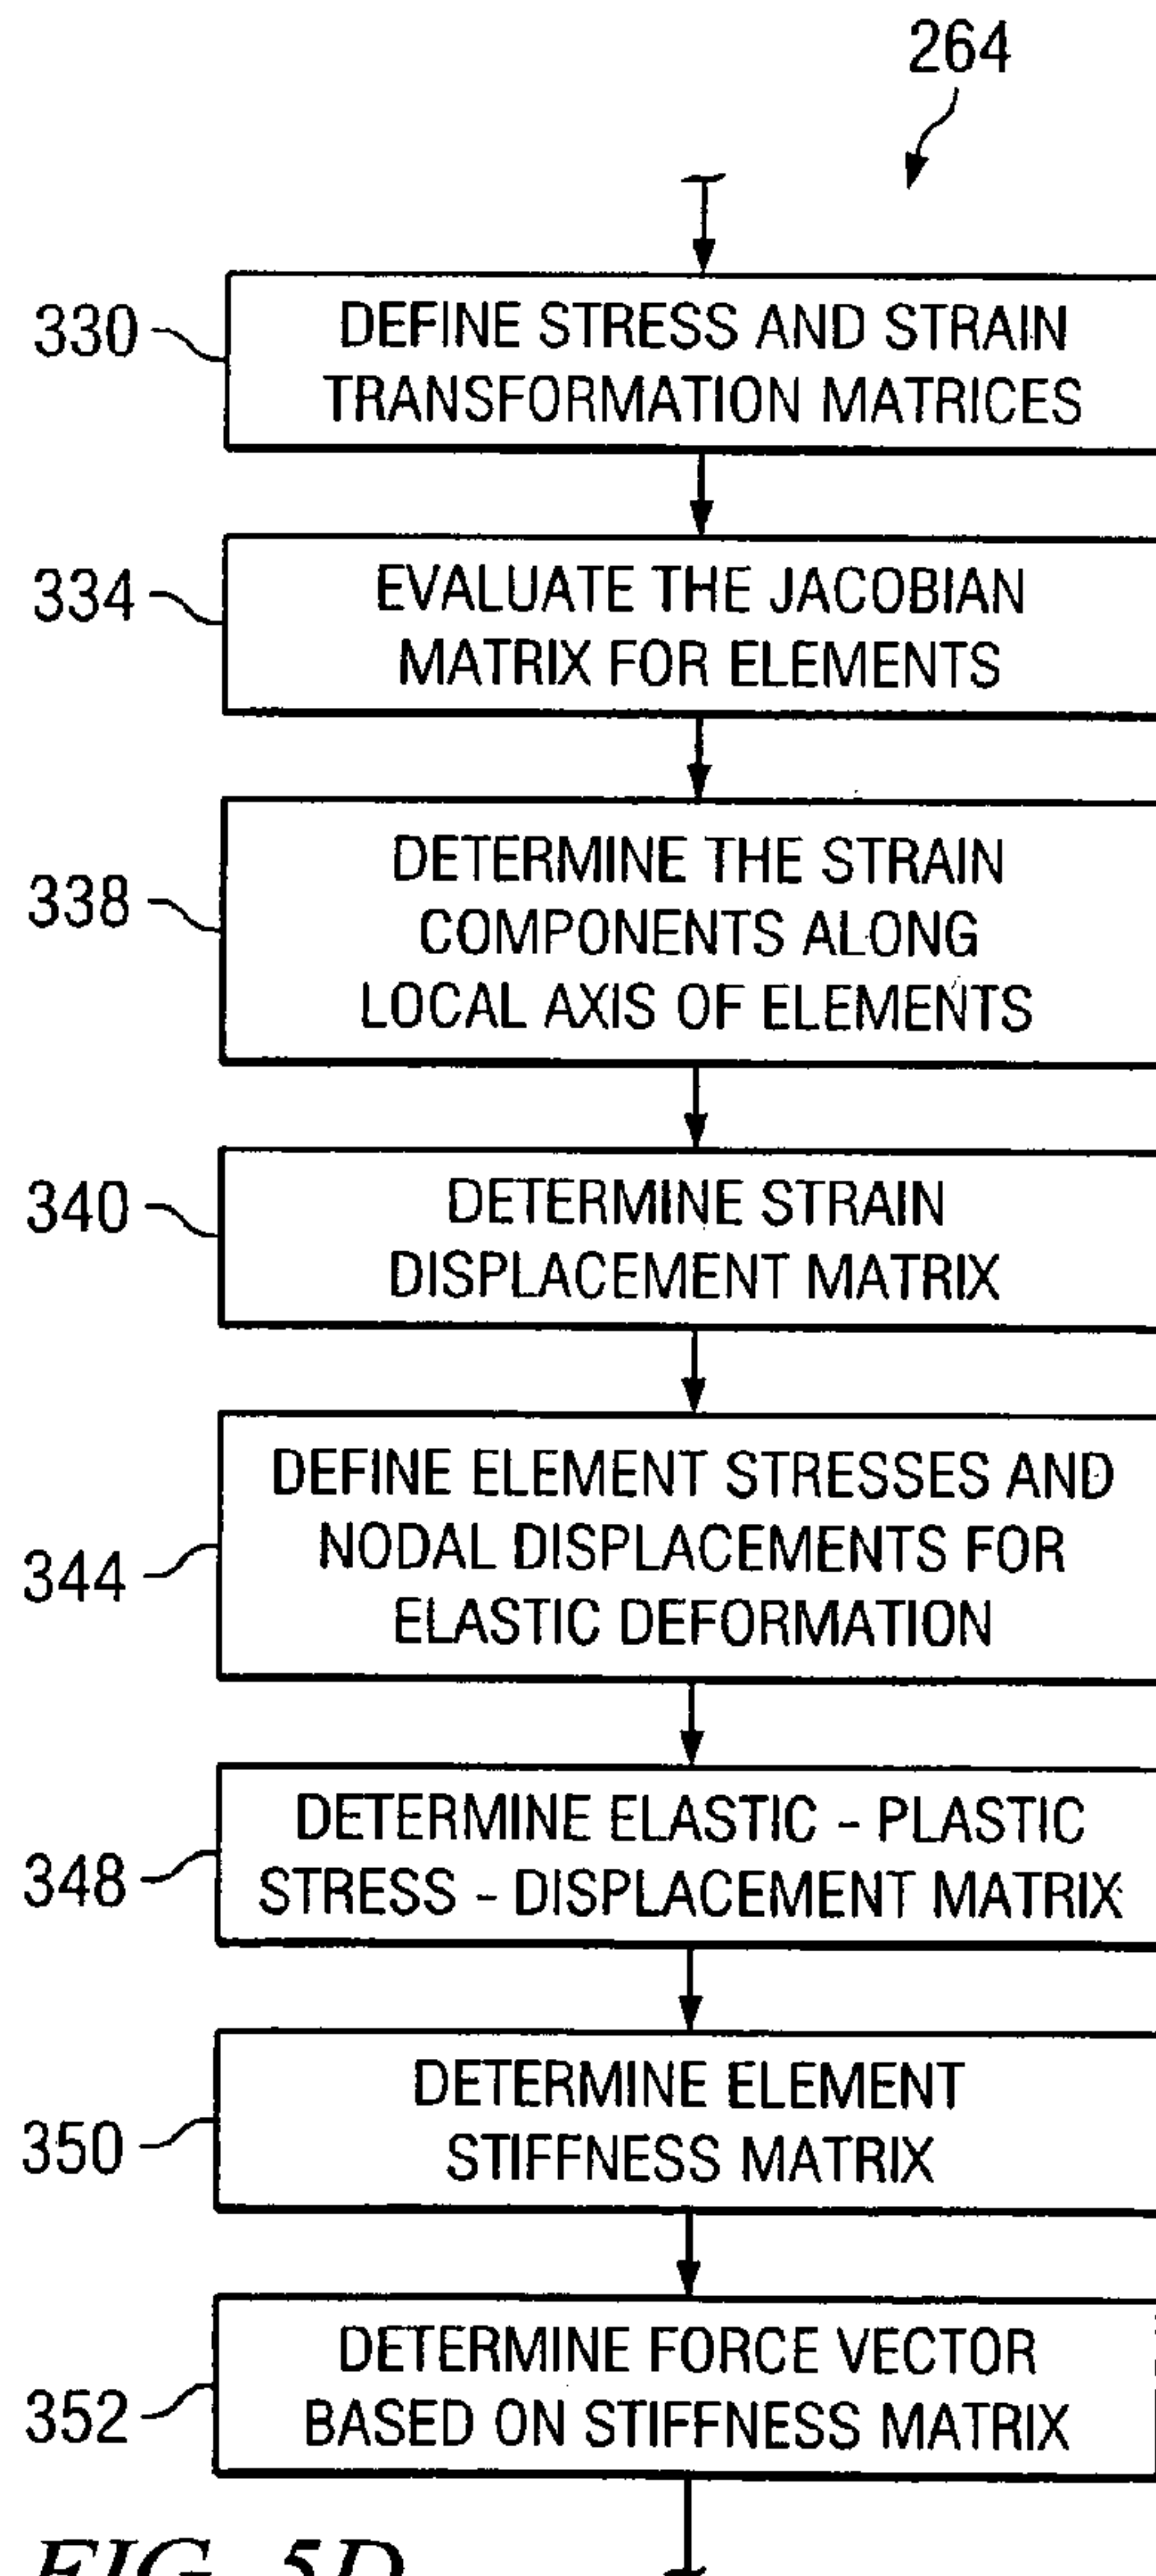 264
330
DEFINE STRESS AND STRAIN
TRANSFORMATION MATRICES
334
EVALUATE THE JACOBIAN
MATRIX FOR ELEMENTS
338
DETERMINE THE STRAIN
COMPONENTS ALONG
LOCAL AXIS OF ELEMENTS
340
DETERMINE STRAIN
DISPLACEMENT MATRIX
344
DEFINE ELEMENT STRESSES AND
NODAL DISPLACEMENTS FOR
ELASTIC DEFORMATION
348
DETERMINE ELASTIC - PLASTIC
STRESS - DISPLACEMENT MATRIX
350
DETERMINE ELEMENT
STIFFNESS MATRIX
352
DETERMINE FORCE VECTOR
BASED ON STIFFNESS MATRIX
FIG. 5D